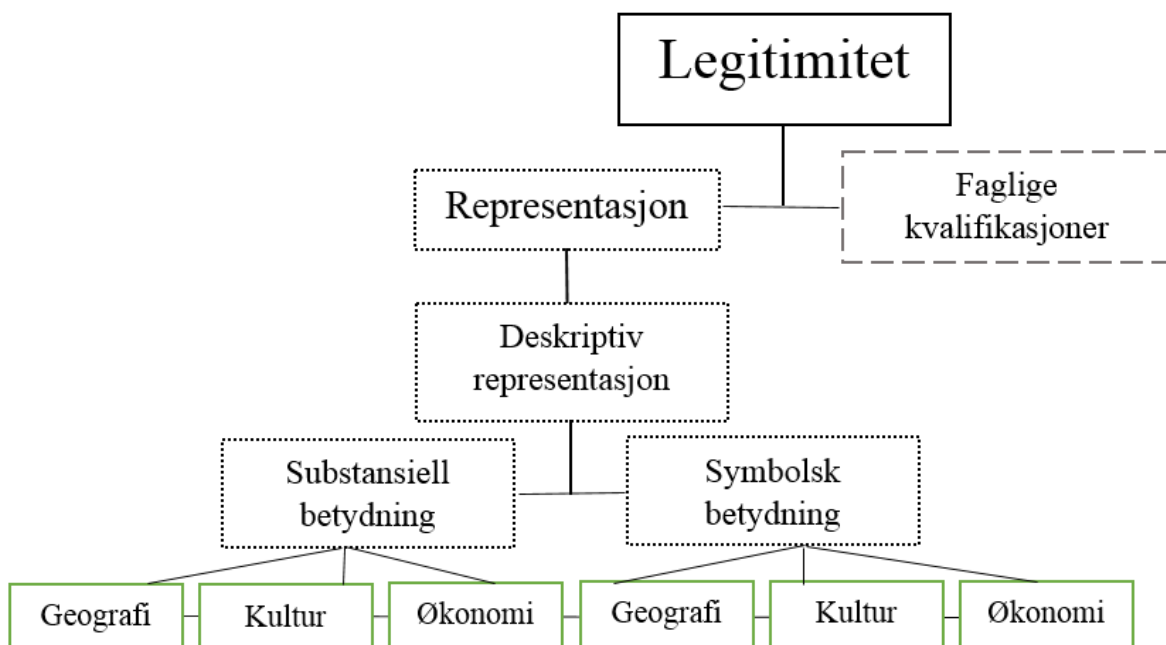 Legitimitet
Representasjon
Faglige
kvalifikasjoner
Deskriptiv
representasjon
Substansiell
betydning
Symbolsk
betydning
Geografi
Kultur
Økonomi
Geografi
Kultur
Økonomi